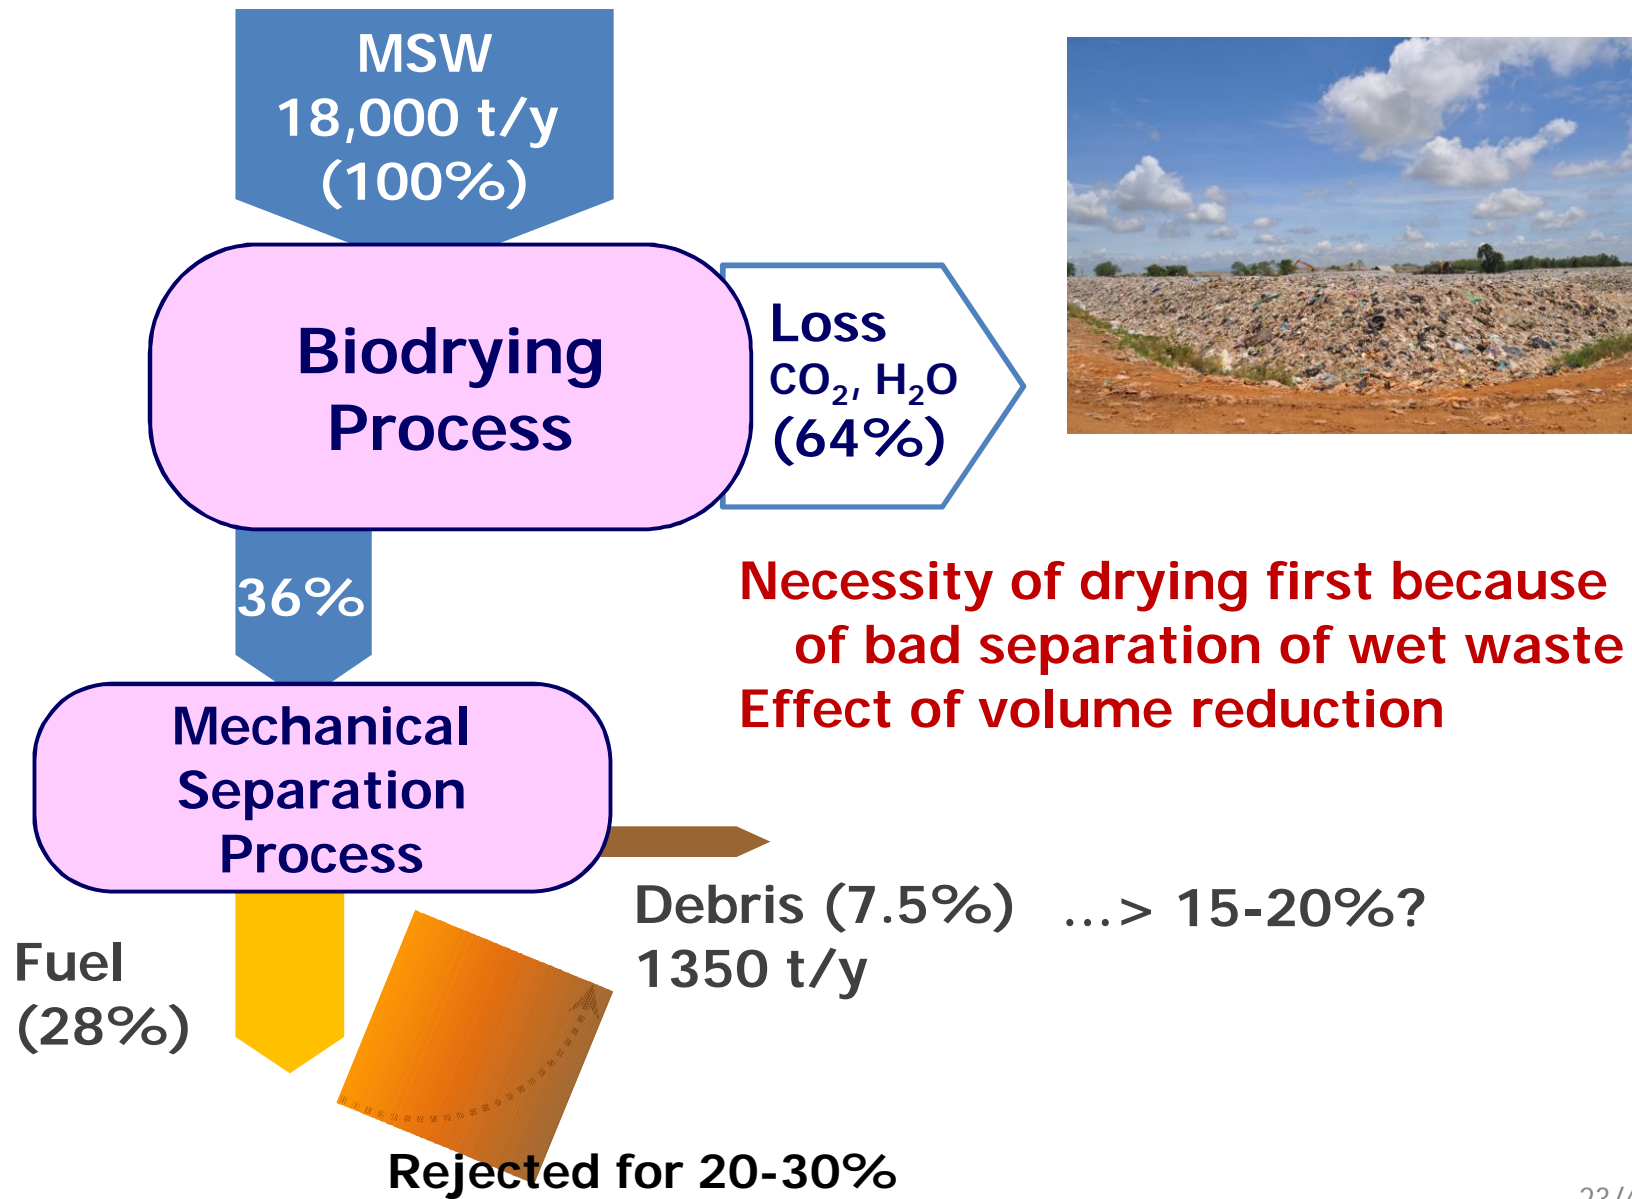 MSW
18,000 t/y
(100%)
Biodrying
Process
Loss
CO₂, H₂O
(64%)
36%
Necessity of drying first because
of bad separation of wet waste
Effect of volume reduction
Mechanical
Separation
Process
Debris (7.5%) ...> 15-20%?
1350 t/y
Fuel
(28%)
Rejected for 20-30%